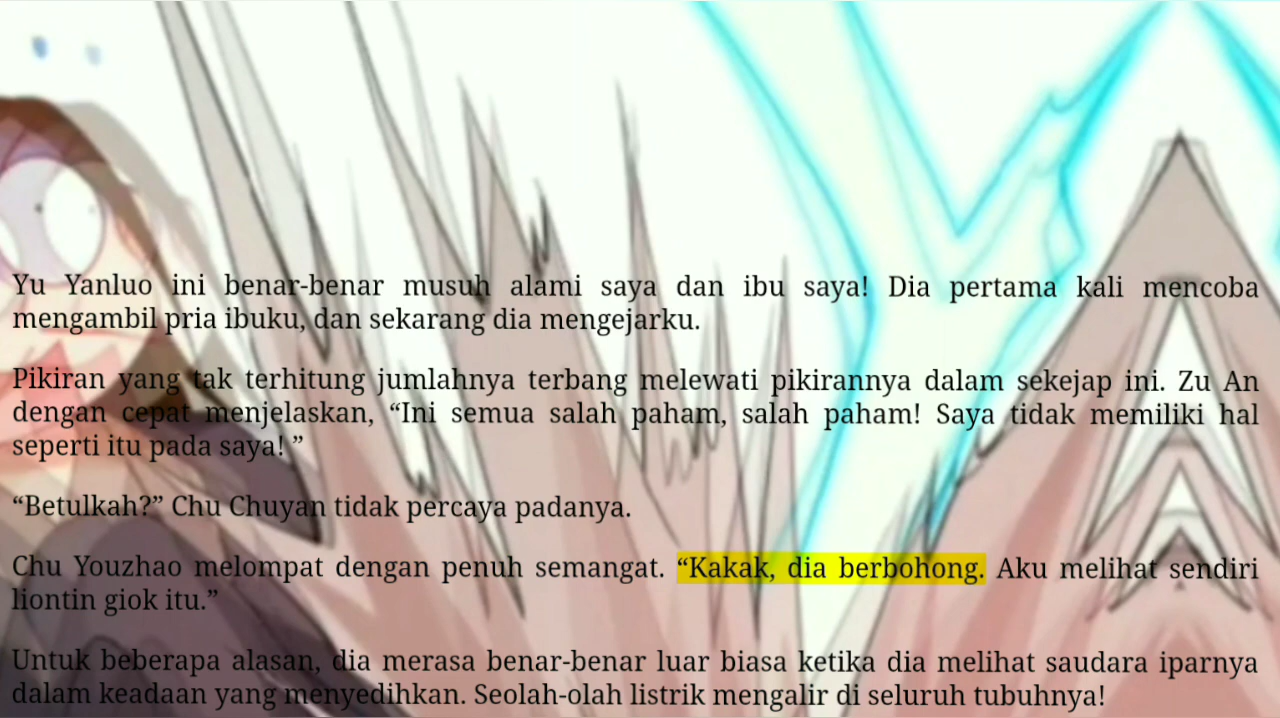 Yu Yanluo ini benar-benar musuh alami saya dan ibu saya! Dia pertama kali mencoba
mengambil pria ibuku, dan sekarang dia mengejarku.
Pikiran yang tak terhitung jumlahnya terbang melewati pikirannya dalam sekejap ini. Zu An
dengan cepat menjelaskan, “Ini semua salah paham, salah paham! Saya tidak memiliki hal
seperti itu pada saya! ”
“Betulkah?” Chu Chuyan tidak percaya padanya.
Chu Youzhao melompat dengan penuh semangat. “Kakak, dia berbohong. Aku melihat sendiri
liontin giok itu.”
Untuk beberapa alasan, dia merasa benar-benar luar biasa ketika dia melihat saudara iparnya
dalam keadaan yang menyedihkan. Seolah-olah listrik mengalir di seluruh tubuhnya!